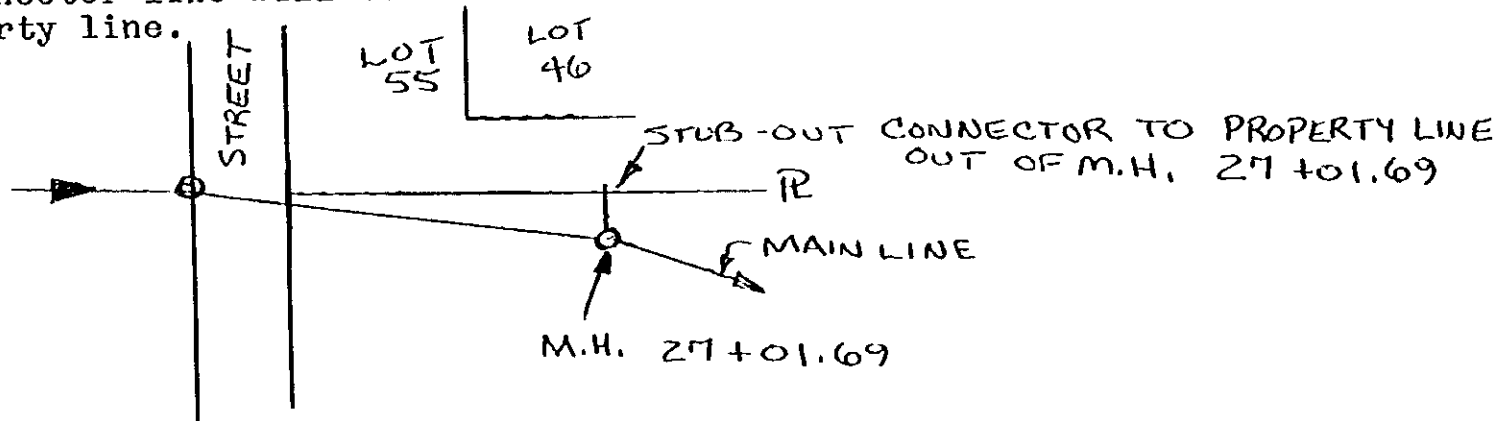 rty line.
STREET
LOT
55
LOT
46
STUB-OUT CONNECTOR TO PROPERTY LINE
OUT OF M.H. 27+01.69
PL
MAIN LINE
M.H. 27+01.69